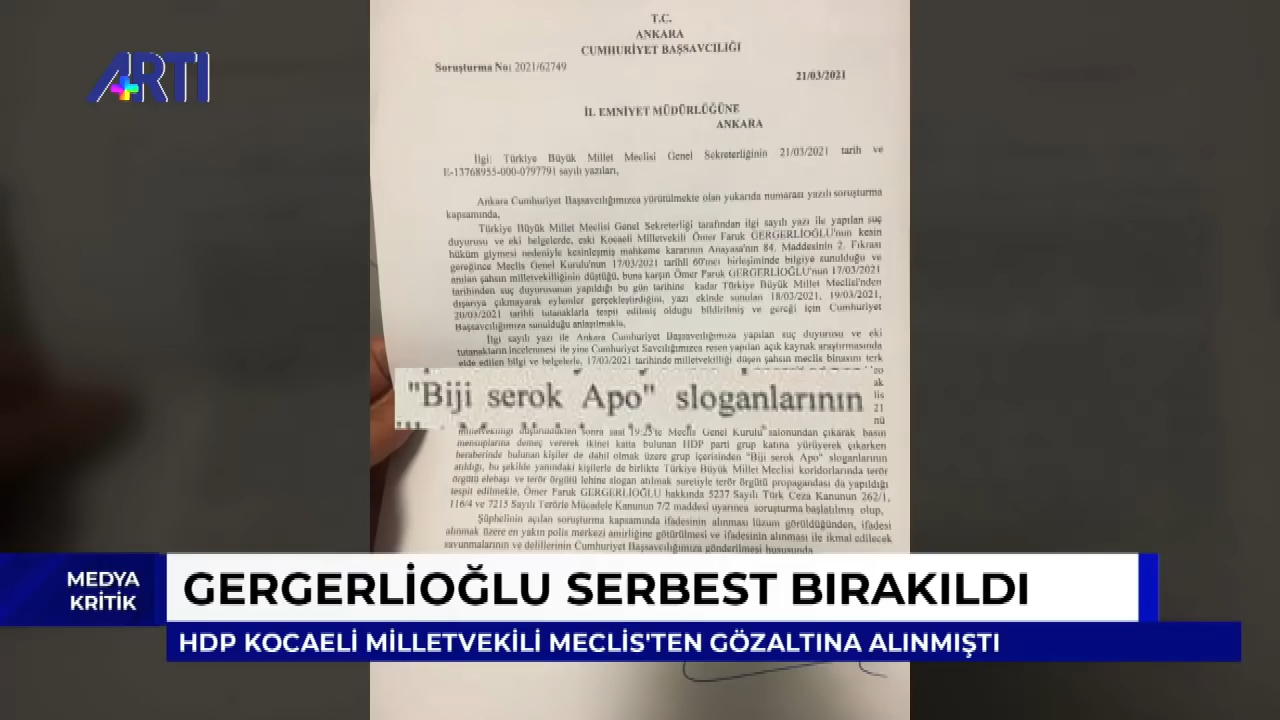 ARTI
T.C.
ANKARA
CUMHURİYET BAŞSAVCILIĞI
Soruşturma No: 2021/62749
21/03/2021
İL EMNİYET MÜDÜRLÜĞÜNE
ANKARA
İlgi: Türkiye Büyük Millet Meclisi Genel Sekreterliğinin 21/03/2021 tarih ve
E-13768955-000-0797791 sayılı yazıları,
Ankara Cumhuriyet Başsavcılığımızca yürütülmekte olan yukarıda numarası yazılı soruşturma
kapsamında,
Türkiye Büyük Millet Meclisi Genel Sekreterliği tarafından ilgi sayılı yazı ile yapılan suç
duyurusu ve eki belgelerde, eski Kocaeli Milletvekili Ömer Faruk GERGERLİOĞLU'nun kesin
hüküm giymesi nedeniyle kesinleşmiş mahkeme kararının Anayasa'nın 84. Maddesinin 2. Fıkrası
gereğince Meclis Genel Kurulu'nun 17/03/2021 tarihli 60'ıncı birleşiminde bilgiye sunulduğu ve
anılan şahsın milletvekilliğinin düştüğü, buna karşın Ömer Faruk GERGERLİOĞLU'nun 17/03/2021
tarihinden suç duyurusunun yapıldığı bu gün tarihine kadar Türkiye Büyük Millet Meclisi'nden
dışarıya çıkmayarak eylemler gerçekleştirdiğini, yazı ekinde sunulan 18/03/2021, 19/03/2021,
20/03/2021 tarihli tutanaklarla tespit edilmiş olduğu bildirilmiş ve gereği için Cumhuriyet
Başsavcılığımıza sunulduğu anlaşılmakla,
İlgi sayılı yazı ile Ankara Cumhuriyet Başsavcılığımıza yapılan suç duyurusu ve eki
tutanakların incelenmesi ile yine Cumhuriyet Savcılığımızca resen yapılan açık kaynak araştırmasında
elde edilen bilgi ve belgelerle, 17/03/2021 tarihinde milletvekilliği düşen şahsın meclis binasını terk
"Biji serok Apo" sloganlarının
milletvekilliği düşürüldükten sonra saat 19:25'te Meclis Genel Kurulu salonundan çıkarak basın
mensuplarına demeç vererek ikinci katta bulunan HDP parti grup katına yürüyerek çıkarken
beraberinde bulunan kişiler de dahil olmak üzere grup içerisinden "Biji serok Apo" sloganlarının
atıldığı, bu şekilde yanındaki kişilerle de birlikte Türkiye Büyük Millet Meclisi koridorlarında terör
örgütü elebaşı ve terör örgütü lehine slogan atılmak suretiyle terör örgütü propagandası da yapıldığı
tespit edilmekle, Ömer Faruk GERGERLİOĞLU hakkında 5237 Sayılı Türk Ceza Kanunun 262/1,
116/4 ve 7215 Sayılı Terörle Mücadele Kanunun 7/2 maddesi uyarınca soruşturma başlatılmış olup,
Şüphelinin açılan soruşturma kapsamında ifadesinin alınması lüzum görüldüğünden, ifadesi
alınmak üzere en yakın polis merkezi amirliğine götürülmesi ve ifadesinin alınması ile ikmal edilecek
savunmalarının ve delillerinin Cumhuriyet Başsavcılığımıza gönderilmesi hususunda
MEDYA
KRİTİK
GERGERLİOĞLU SERBEST BIRAKILDI
HDP KOCAELİ MİLLETVEKİLİ MECLİS'TEN GÖZALTINA ALINMIŞTI